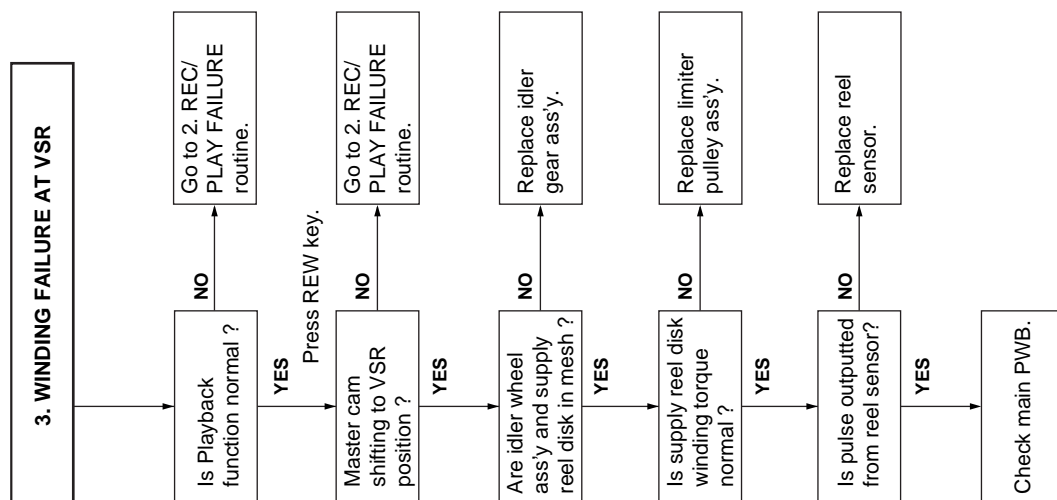 3. WINDING FAILURE AT VSR
Is Playback
function normal ?
NO
Go to 2. REC/
PLAY FAILURE
routine.
YES
Press REW key.
Master cam
shifting to VSR
position ?
NO
Go to 2. REC/
PLAY FAILURE
routine.
YES
Are idler wheel
ass'y and supply
reel disk in mesh ?
NO
Replace idler
gear ass'y.
YES
Is supply reel disk
winding torque
normal ?
NO
Replace limiter
pulley ass'y.
YES
Is pulse outputted
from reel sensor?
NO
Replace reel
sensor.
YES
Check main PWB.